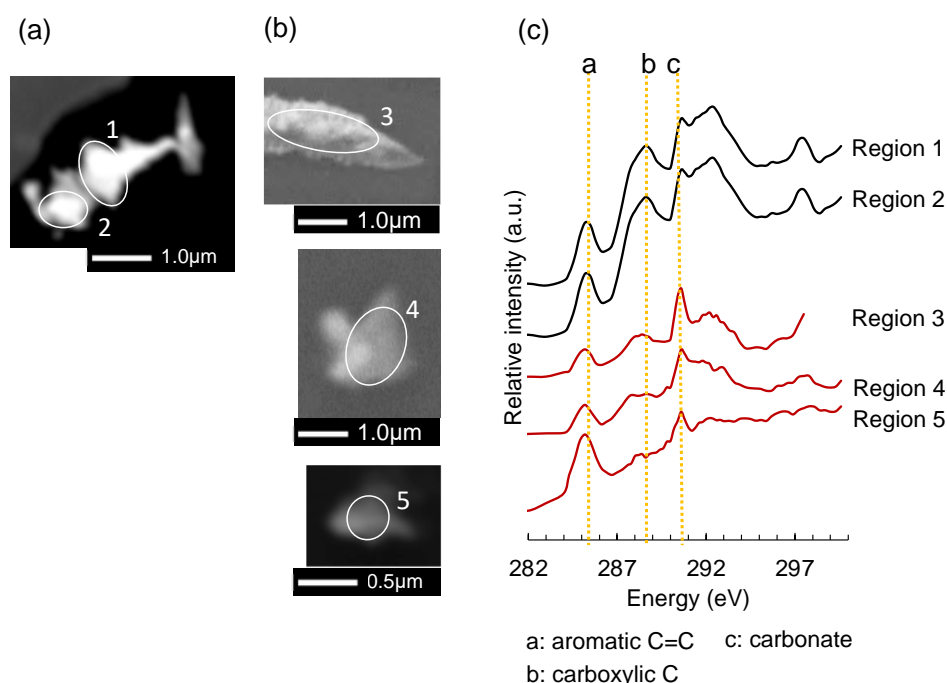 (a)
(b)
(c)
1
2
1.0µm
3
1.0µm
4
1.0µm
5
0.5µm
a b c
Region 1
Region 2
Region 3
Region 4
Region 5
Relative intensity (a.u.)
282 287 292 297
Energy (eV)
a: aromatic C=C c: carbonate
b: carboxylic C